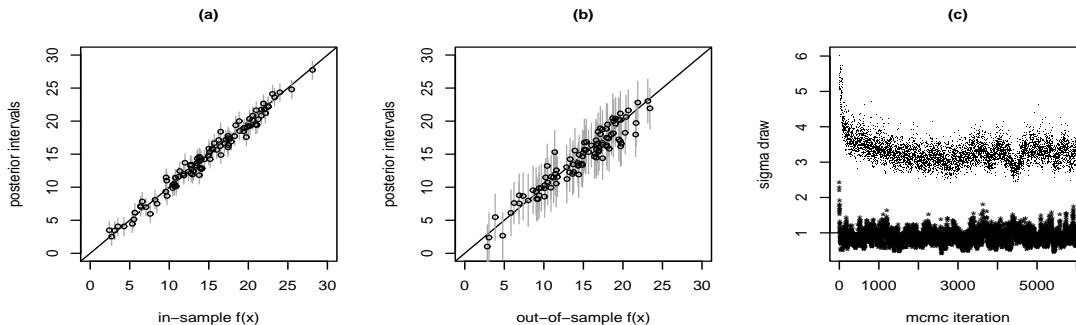 (a)
posterior intervals
0 5 10 15 20 25 30
0 5 10 15 20 25 30
in−sample f(x)
(b)
posterior intervals
0 5 10 15 20 25 30
0 5 10 15 20 25 30
out−of−sample f(x)
(c)
sigma draw
1 2 3 4 5 6
0 1000 3000 5000
mcmc iteration